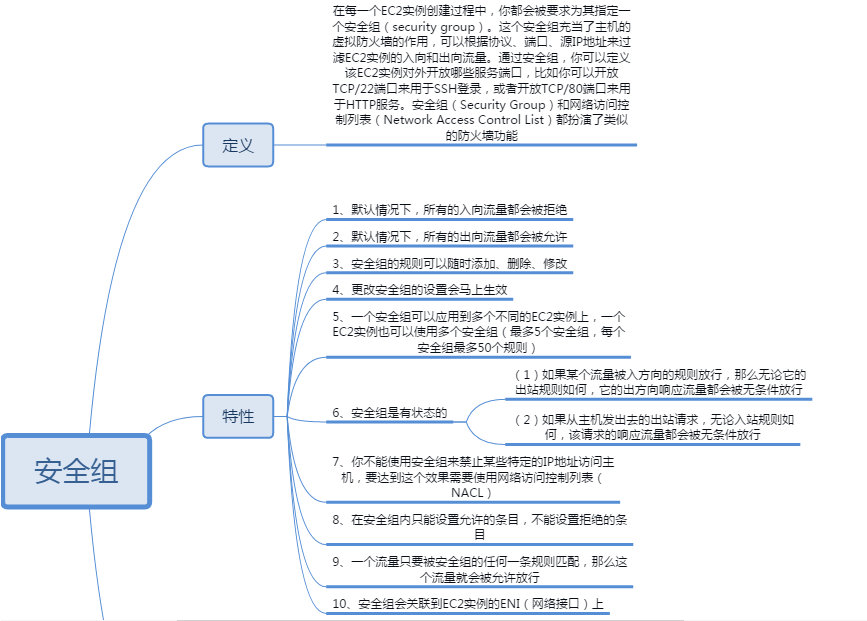 在每一个EC2实例创建过程中，你都会被要求为其指定一
个安全组（security group）。这个安全组充当了主机的
虚拟防火墙的作用，可以根据协议、端口、源IP地址来过
滤EC2实例的入向和出向流量。通过安全组，你可以定义
该EC2实例对外开放哪些服务端口，比如你可以开放
TCP/22端口来用于SSH登录，或者开放TCP/80端口来用
于HTTP服务。安全组（Security Group）和网络访问控
制列表（Network Access Control List）都扮演了类似
的防火墙功能
定义
1、默认情况下，所有的入向流量都会被拒绝
2、默认情况下，所有的出向流量都会被允许
3、安全组的规则可以随时添加、删除、修改
4、更改安全组的设置会马上生效
5、一个安全组可以应用到多个不同的EC2实例上，一个
EC2实例也可以使用多个安全组（最多5个安全组，每个
安全组最多50个规则）
（1）如果某个流量被入方向的规则放行，那么无论它的
出站规则如何，它的出方向响应流量都会被无条件放行
6、安全组是有状态的
特性
（2）如果从主机发出去的出站请求，无论入站规则如
何，该请求的响应流量都会被无条件放行
7、你不能使用安全组来禁止某些特定的IP地址访问主
机，要达到这个效果需要使用网络访问控制列表（
NACL）
安全组
8、在安全组内只能设置允许的条目，不能设置拒绝的条
目
9、一个流量只要被安全组的任何一条规则匹配，那么这
个流量就会被允许放行
10、安全组会关联到EC2实例的ENI（网络接口）上